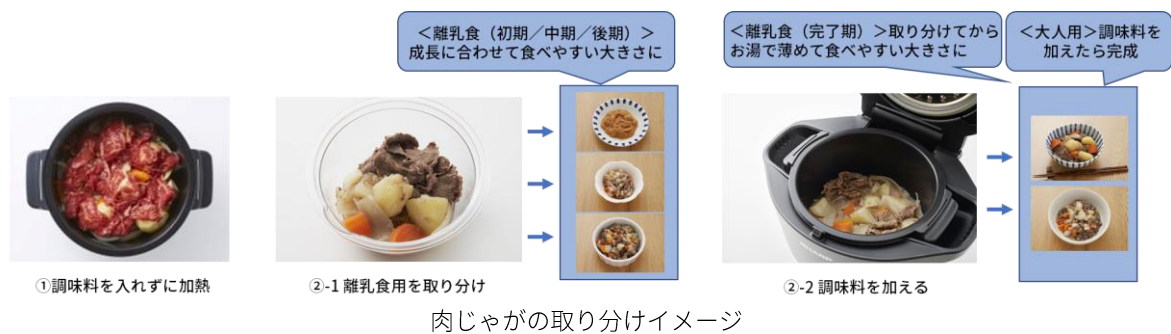 ＜離乳食（初期／中期／後期）＞
成長に合わせて食べやすい大きさに
＜離乳食（完了期）＞取り分けてから
お湯で薄めて食べやすい大きさに
＜大人用＞調味料を
加えたら完成
①調味料を入れずに加熱
②-1 離乳食用を取り分け
②-2 調味料を加える
肉じゃがの取り分けイメージ